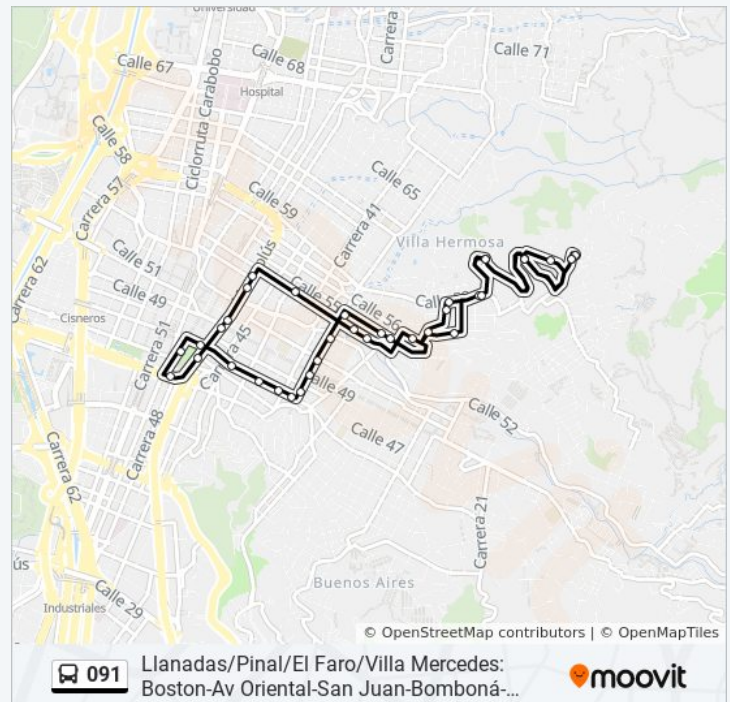 Universidad
Calle 67
Calle 68
Carrera
Calle 71
Hospital
Ciclorruta Carabobo
Calle 58
Carrera 57
Calle 65
Calle 59
Carrera 41
Villa Hermosa
Carrera 62
Calle 51
Calle 49
Calle 55
Calle 56
Cisneros
Carrera 51
Carrera 45
Calle 49
Carrera 48
Calle 52
Calle 47
Carrera 62
Carrera 21
ús
Buenos Aires
Industriales
Calle 29
© OpenStreetMap contributors | © OpenMapTiles
091
Llanadas/Pinal/El Faro/Villa Mercedes:
Boston-Av Oriental-San Juan-Bomboná-...
moovit